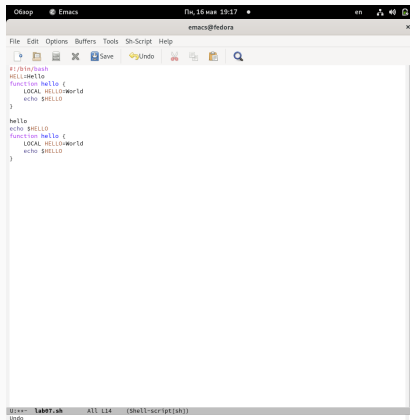 Обзор Emacs Пн, 16 мая 19:17 en
emacs@fedora ×
File Edit Options Buffers Tools Sh-Script Help
Save Undo
#!/bin/bash
HELL=Hello
function hello {
    LOCAL HELLO=World
    echo $HELLO
}

hello
echo $HELLO
function hello {
    LOCAL HELLO=World
    echo $HELLO
}
U:**- lab07.sh All L14 (Shell-script[sh])
Undo